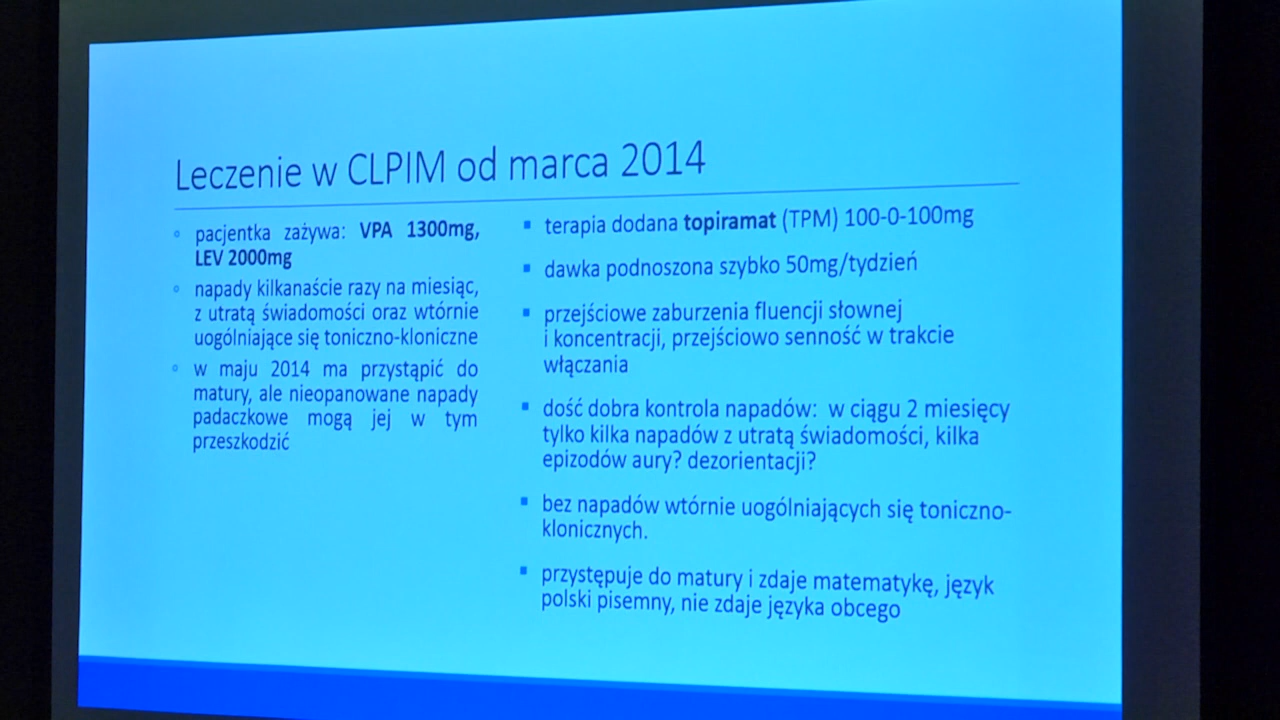 Leczenie w CLPIM od marca 2014
pacjentka zażywa: VPA 1300mg,
LEV 2000mg
napady kilkanaście razy na miesiąc,
z utratą świadomości oraz wtórnie
uogólniające się toniczno-kloniczne
w maju 2014 ma przystąpić do
matury, ale nieopanowane napady
padaczkowe mogą jej w tym
przeszkodzić
terapia dodana topiramat (TPM) 100-0-100mg
dawka podnoszona szybko 50mg/tydzień
przejściowe zaburzenia fluencji słownej
i koncentracji, przejściowo senność w trakcie
włączania
dość dobra kontrola napadów: w ciągu 2 miesięcy
tylko kilka napadów z utratą świadomości, kilka
epizodów aury? dezorientacji?
bez napadów wtórnie uogólniających się toniczno-
klonicznych.
przystępuje do matury i zdaje matematykę, język
polski pisemny, nie zdaje języka obcego